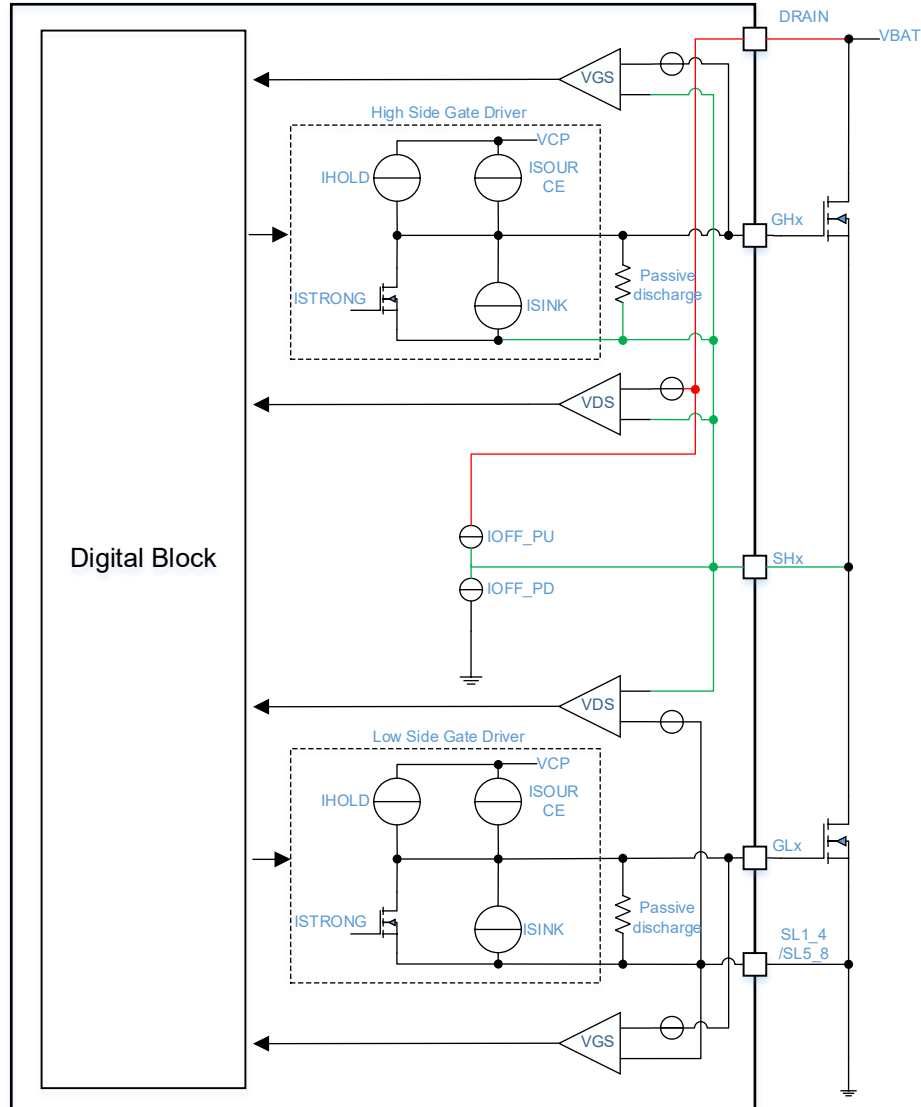 DRAIN
VBAT
VGS
High Side Gate Driver
VCP
IHOLD
ISOUR
CE
GHx
Passive
discharge
ISTRONG
ISINK
VDS
Digital Block
IOFF_PU
SHx
IOFF_PD
VDS
Low Side Gate Driver
VCP
IHOLD
ISOUR
CE
GLx
Passive
discharge
ISTRONG
ISINK
SL1_4
/SL5_8
VGS